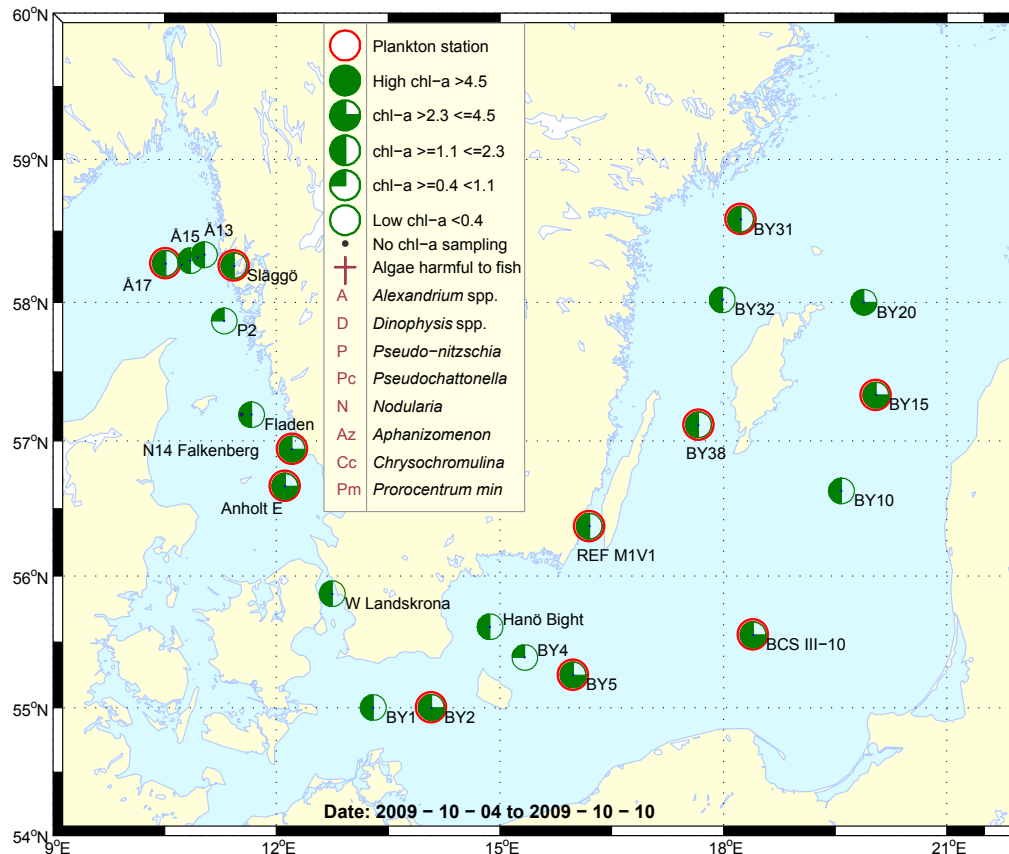 60°N
59°N
58°N
57°N
56°N
55°N
54°N
9°E
12°E
15°E
18°E
21°E
Plankton station
High chl−a >4.5
chl−a >2.3 <=4.5
chl−a >=1.1 <=2.3
chl−a >=0.4 <1.1
Low chl−a <0.4
No chl−a sampling
Algae harmful to fish
A Alexandrium spp.
D Dinophysis spp.
P Pseudo−nitzschia
Pc Pseudochattonella
N Nodularia
Az Aphanizomenon
Cc Chrysochromulina
Pm Prorocentrum min
Å13
Å15
Å17
Släggö
P2
Fladen
N14 Falkenberg
Anholt E
W Landskrona
Hanö Bight
BY4
BY5
BY1
BY2
REF M1V1
BCS III−10
BY31
BY32
BY20
BY15
BY38
BY10
Date: 2009 − 10 − 04 to 2009 − 10 − 10